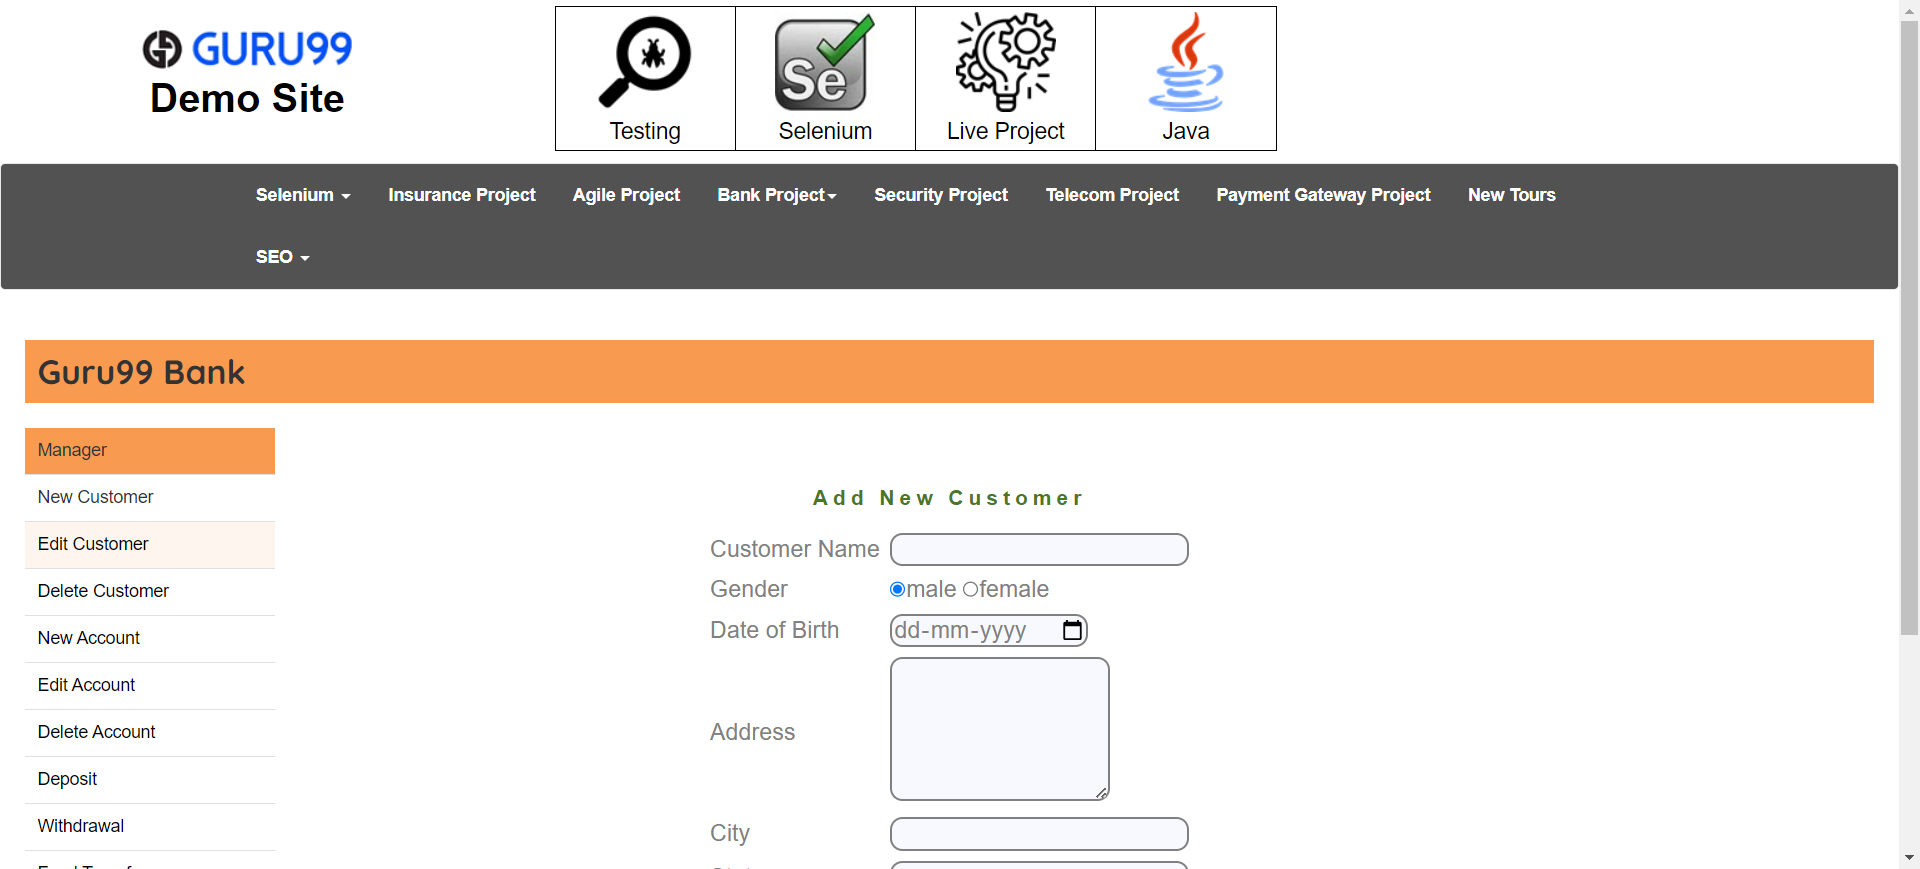 GURU99
Demo Site
Se
Testing
Selenium
Live Project
Java
Selenium
Insurance Project
Agile Project
Bank Project
Security Project
Telecom Project
Payment Gateway Project
New Tours
SEO
Guru99 Bank
Manager
New Customer
Edit Customer
Delete Customer
New Account
Edit Account
Delete Account
Deposit
Withdrawal
Add New Customer
Customer Name
Gender male female
Date of Birth dd-mm-yyyy
Address
City